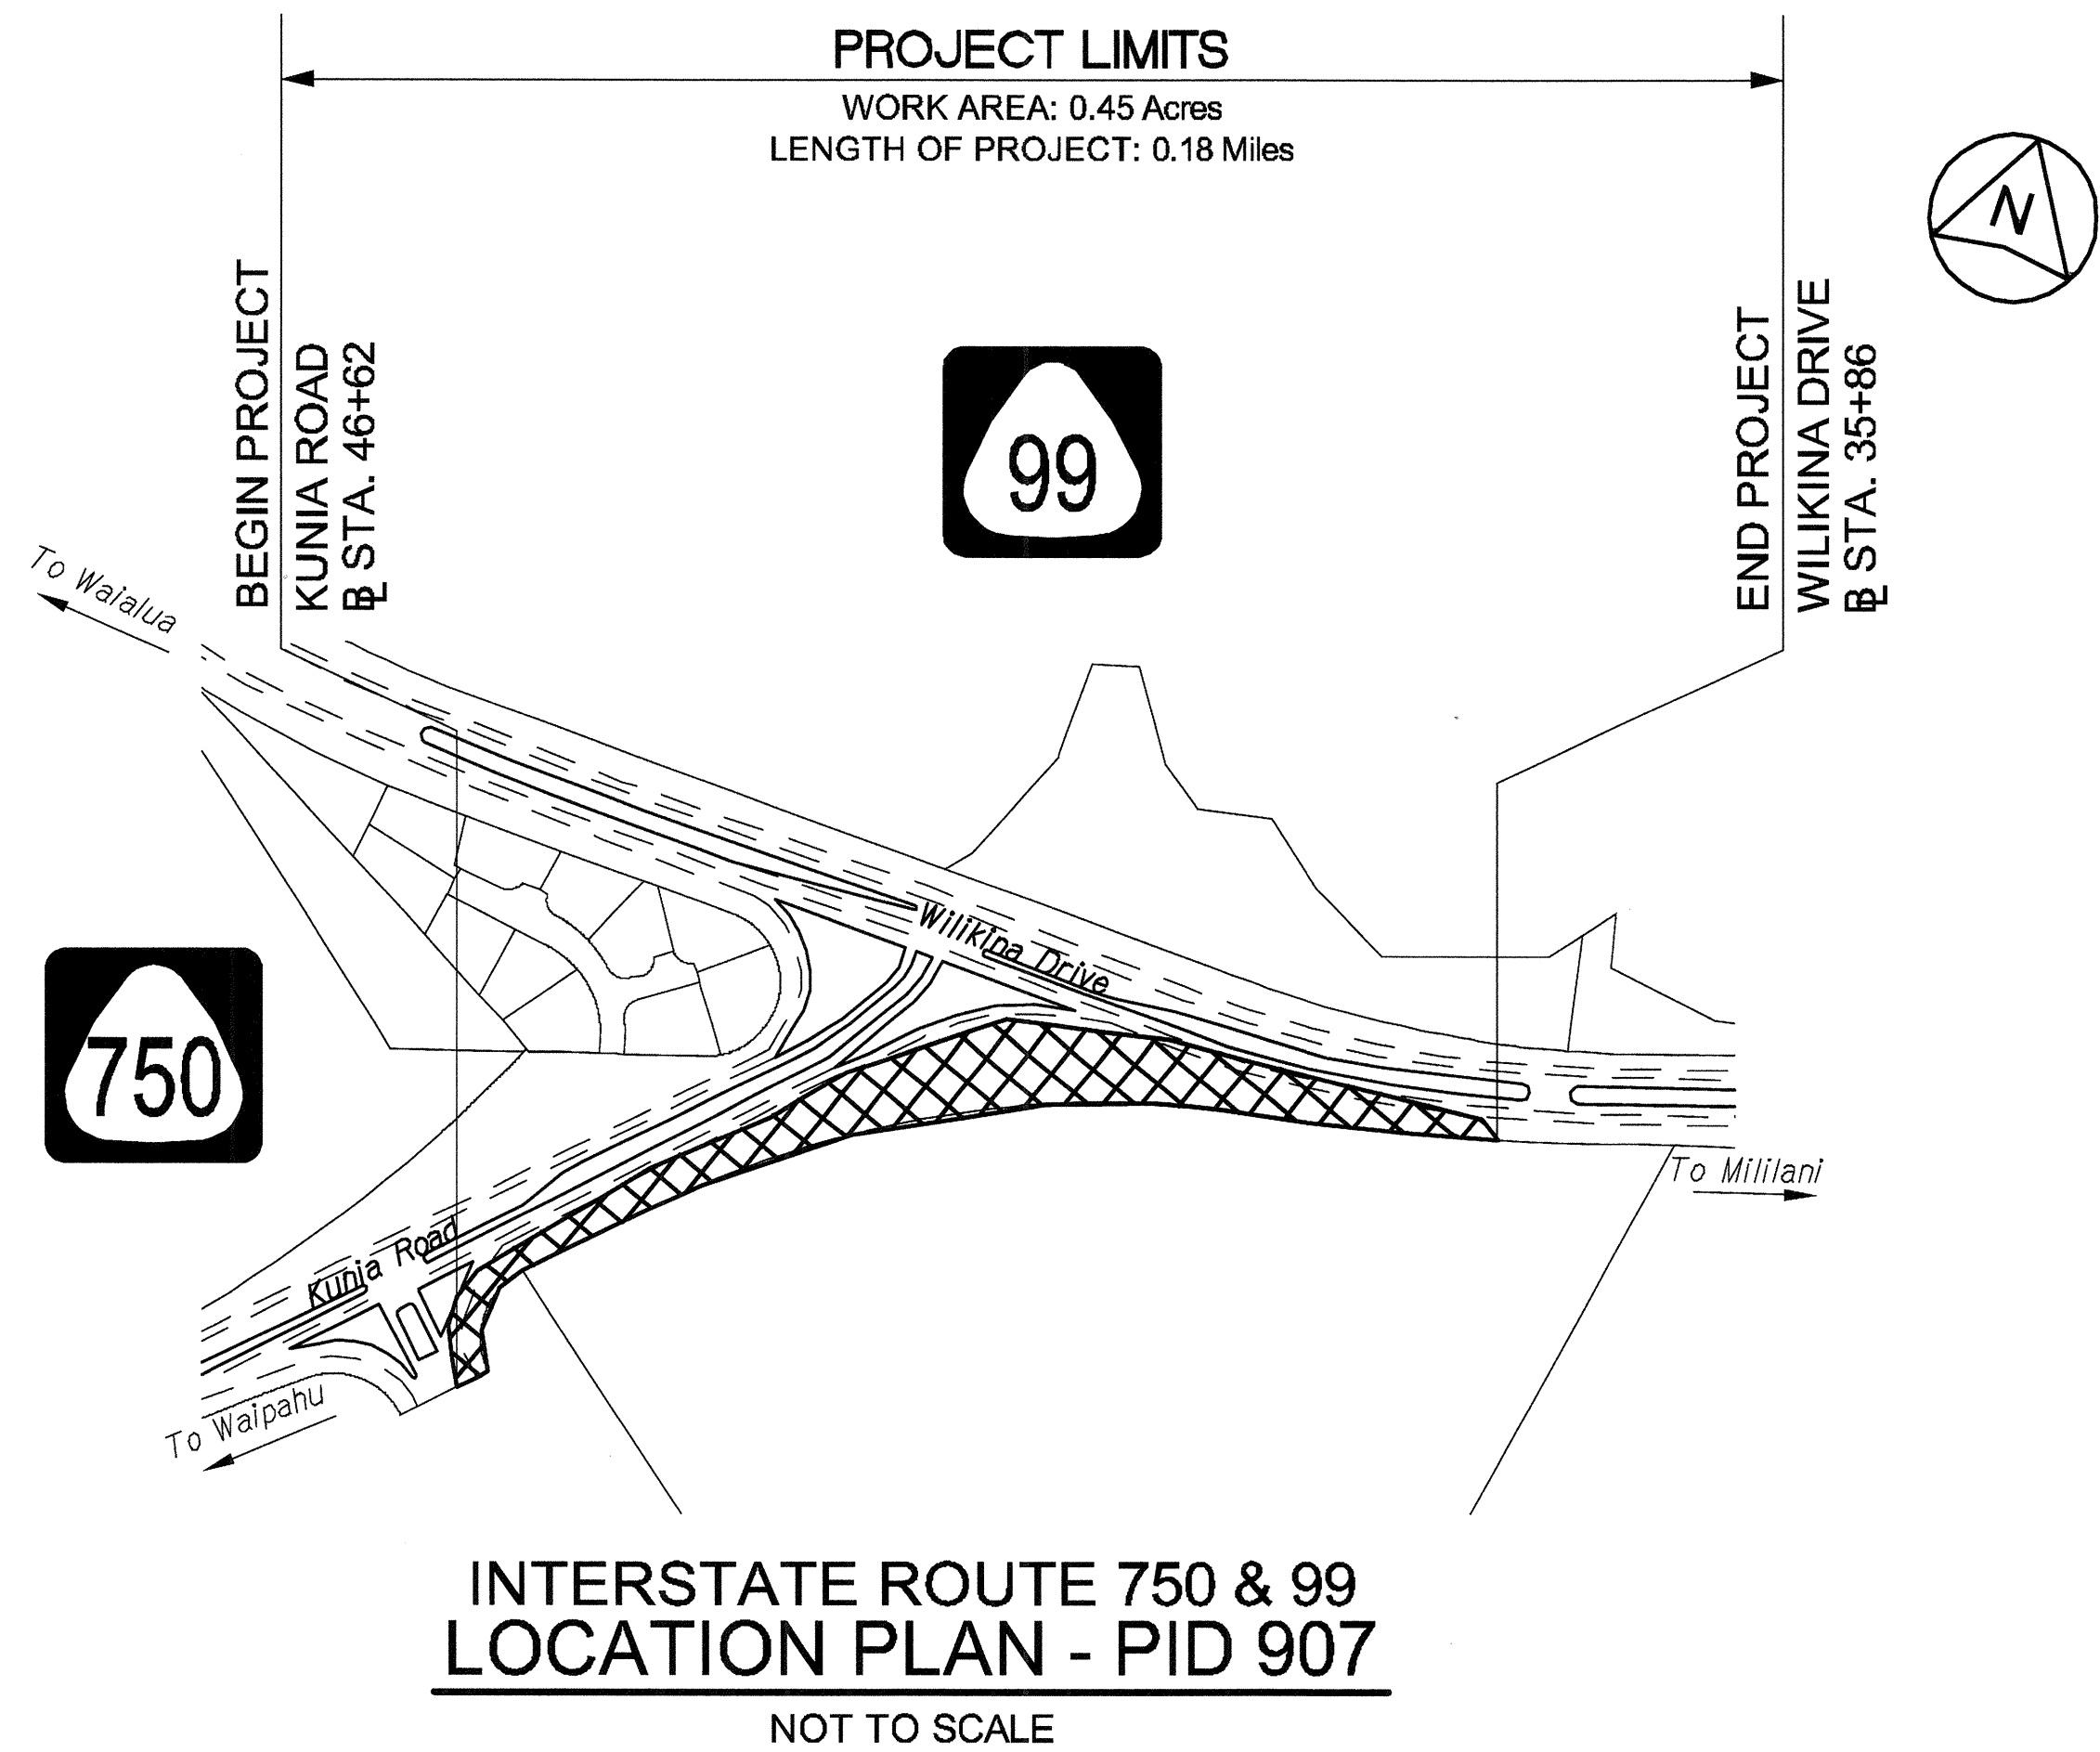 PROJECT LIMITS
WORK AREA: 0.45 Acres
LENGTH OF PROJECT: 0.18 Miles
N
BEGIN PROJECT
KUNIA ROAD
BL STA. 46+62
99
END PROJECT
WILIKINA DRIVE
BL STA. 35+86
To Waialua
Wilikina Drive
750
To Mililani
Kunia Road
To Waipahu
INTERSTATE ROUTE 750 & 99
LOCATION PLAN - PID 907
NOT TO SCALE